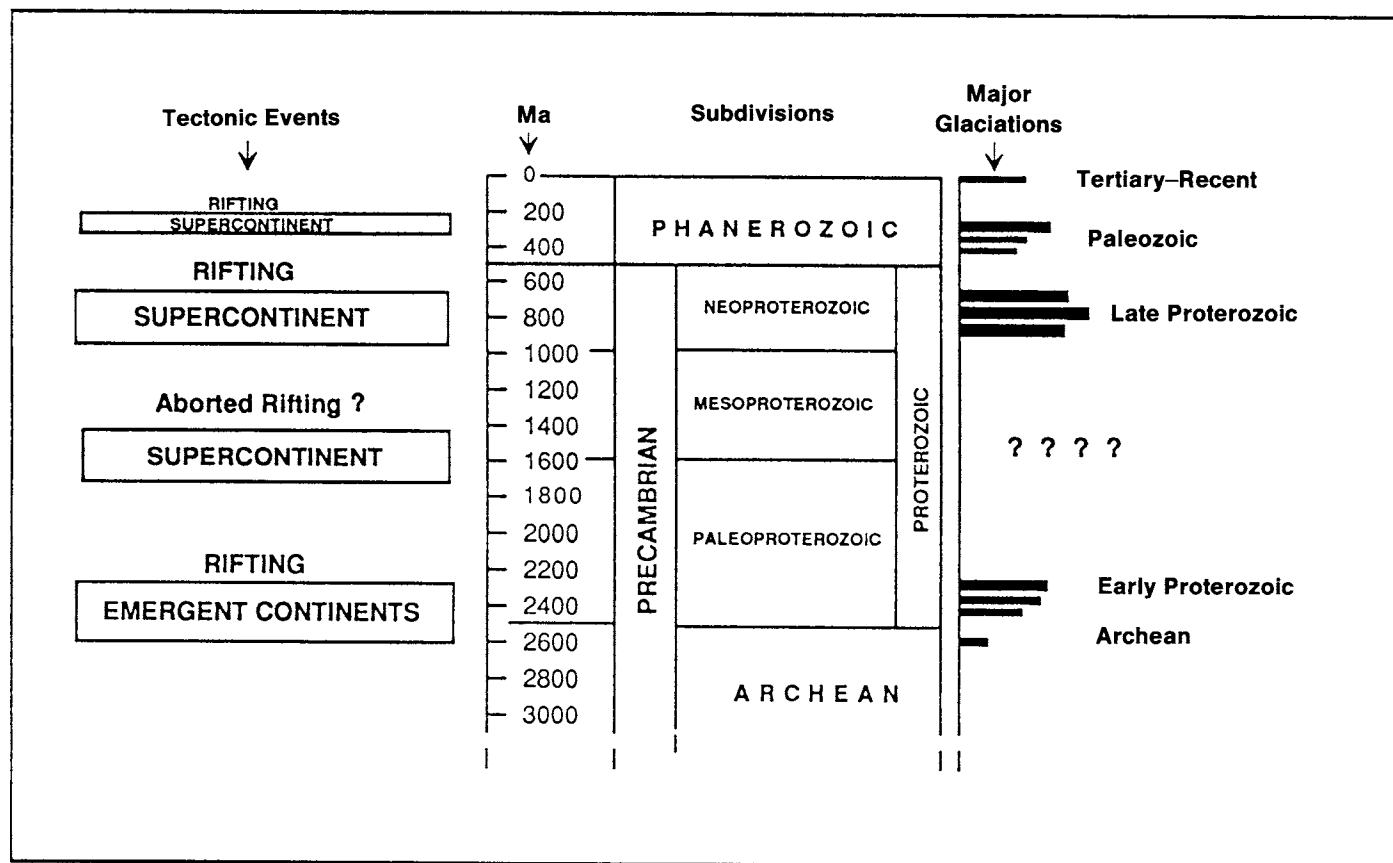 Tectonic Events
RIFTING
SUPERCONTINENT
RIFTING
SUPERCONTINENT
Aborted Rifting ?
SUPERCONTINENT
RIFTING
EMERGENT CONTINENTS
Ma
0
200
400
600
800
1000
1200
1400
1600
1800
2000
2200
2400
2600
2800
3000
Subdivisions
PHANEROZOIC
PRECAMBRIAN
NEOPROTEROZOIC
MESOPROTEROZOIC
PALEOPROTEROZOIC
PROTEROZOIC
ARCHEAN
Major
Glaciations
Tertiary–Recent
Paleozoic
Late Proterozoic
? ? ? ?
Early Proterozoic
Archean